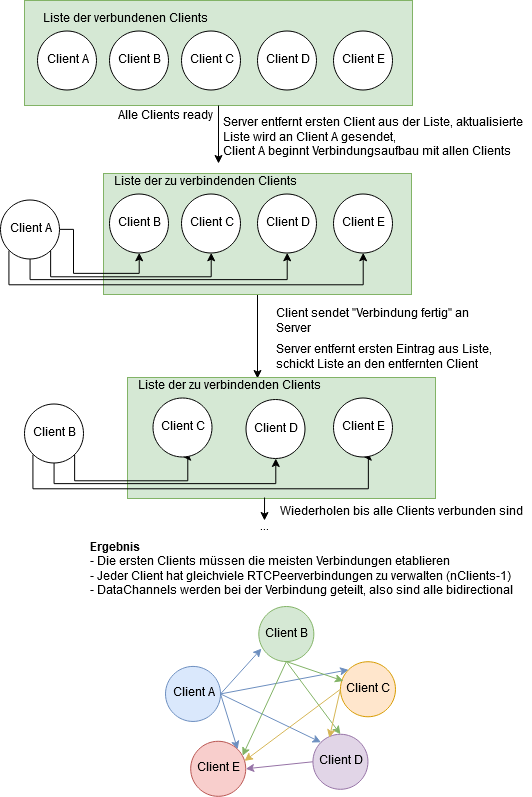 Liste der verbundenen Clients
Client A Client B Client C Client D Client E
Alle Clients ready
Server entfernt ersten Client aus der Liste, aktualisierte
Liste wird an Client A gesendet,
Client A beginnt Verbindungsaufbau mit allen Clients
Liste der zu verbindenden Clients
Client A Client B Client C Client D Client E
Client sendet "Verbindung fertig" an
Server
Server entfernt ersten Eintrag aus Liste,
schickt Liste an den entfernten Client
Liste der zu verbindenden Clients
Client B Client C Client D Client E
Wiederholen bis alle Clients verbunden sind
...
Ergebnis
- Die ersten Clients müssen die meisten Verbindungen etablieren
- Jeder Client hat gleichviele RTCPeerverbindungen zu verwalten (nClients-1)
- DataChannels werden bei der Verbindung geteilt, also sind alle bidirectional
Client B
Client A
Client C
Client E
Client D